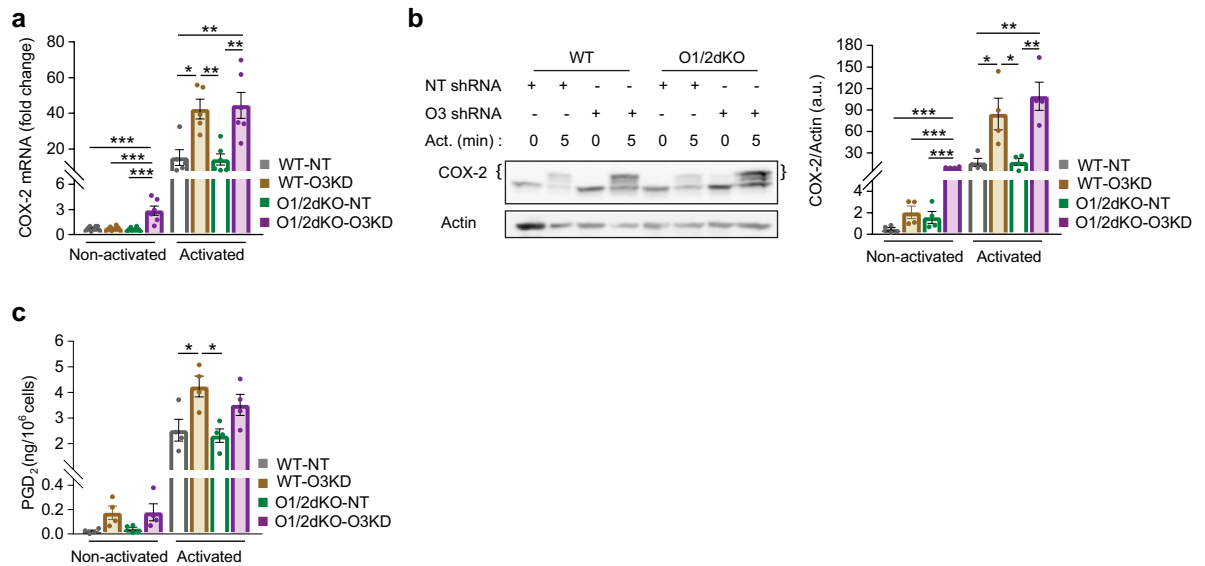 a
COX-2 mRNA (fold change)
80
60
40
20
6
3
0
***
***
***
**
*
**
**
WT-NT
WT-O3KD
O1/2dKO-NT
O1/2dKO-O3KD
Non-activated
Activated
b
WT
O1/2dKO
NT shRNA + + - - + + - -
O3 shRNA - - + + - - + +
Act. (min) : 0 5 0 5 0 5 0 5
COX-2 { }
Actin
COX-2/Actin (a.u.)
180
150
120
90
60
30
4
2
0
***
***
***
**
*
*
**
WT-NT
WT-O3KD
O1/2dKO-NT
O1/2dKO-O3KD
Non-activated
Activated
c
PGD2 (ng/10^6 cells)
6
5
4
3
2
0.4
0.2
0.0
*
*
WT-NT
WT-O3KD
O1/2dKO-NT
O1/2dKO-O3KD
Non-activated
Activated